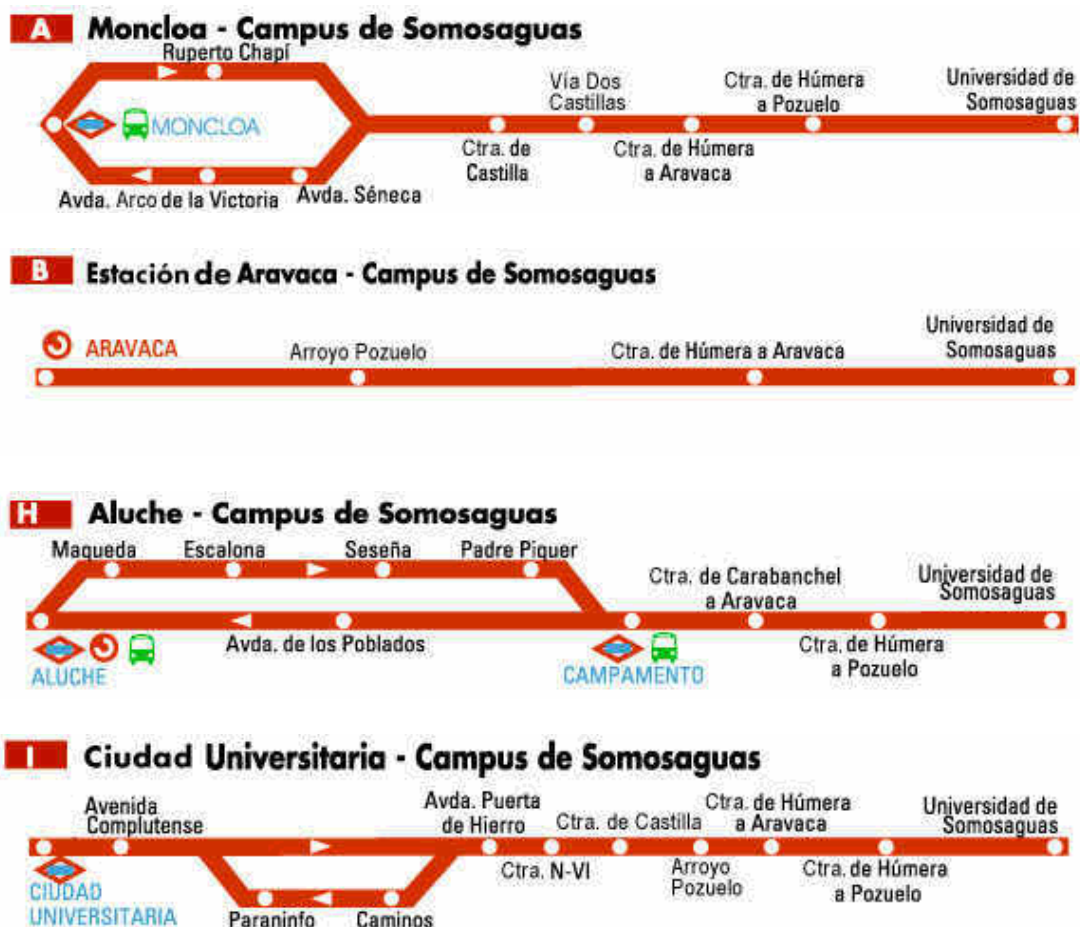 A Moncloa - Campus de Somosaguas
Ruperto Chapí
Vía Dos
Castillas
Ctra. de Húmera
a Pozuelo
Universidad de
Somosaguas
MONCLOA
Ctra. de
Castilla
Ctra. de Húmera
a Aravaca
Avda. Arco de la Victoria
Avda. Séneca
B Estación de Aravaca - Campus de Somosaguas
ARAVACA
Arroyo Pozuelo
Ctra. de Húmera a Aravaca
Universidad de
Somosaguas
H Aluche - Campus de Somosaguas
Maqueda
Escalona
Seseña
Padre Piquer
Ctra. de Carabanchel
a Aravaca
Universidad de
Somosaguas
Avda. de los Poblados
Ctra. de Húmera
a Pozuelo
ALUCHE
CAMPAMENTO
I Ciudad Universitaria - Campus de Somosaguas
Avenida
Complutense
Avda. Puerta
de Hierro
Ctra. de Castilla
Ctra. de Húmera
a Aravaca
Universidad de
Somosaguas
Ctra. N-VI
Arroyo
Pozuelo
Ctra. de Húmera
a Pozuelo
CIUDAD
UNIVERSITARIA
Paraninfo
Caminos